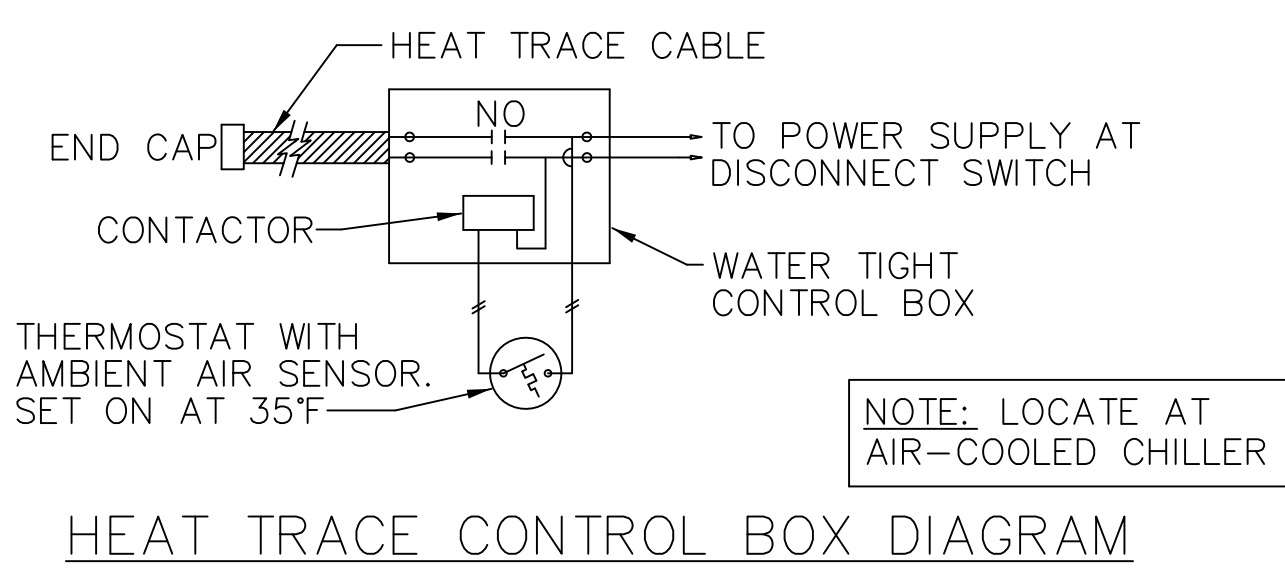 HEAT TRACE CABLE
NO
END CAP
TO POWER SUPPLY AT
DISCONNECT SWITCH
CONTACTOR
WATER TIGHT
CONTROL BOX
THERMOSTAT WITH
AMBIENT AIR SENSOR.
SET ON AT 35°F
NOTE: LOCATE AT
AIR-COOLED CHILLER
HEAT TRACE CONTROL BOX DIAGRAM